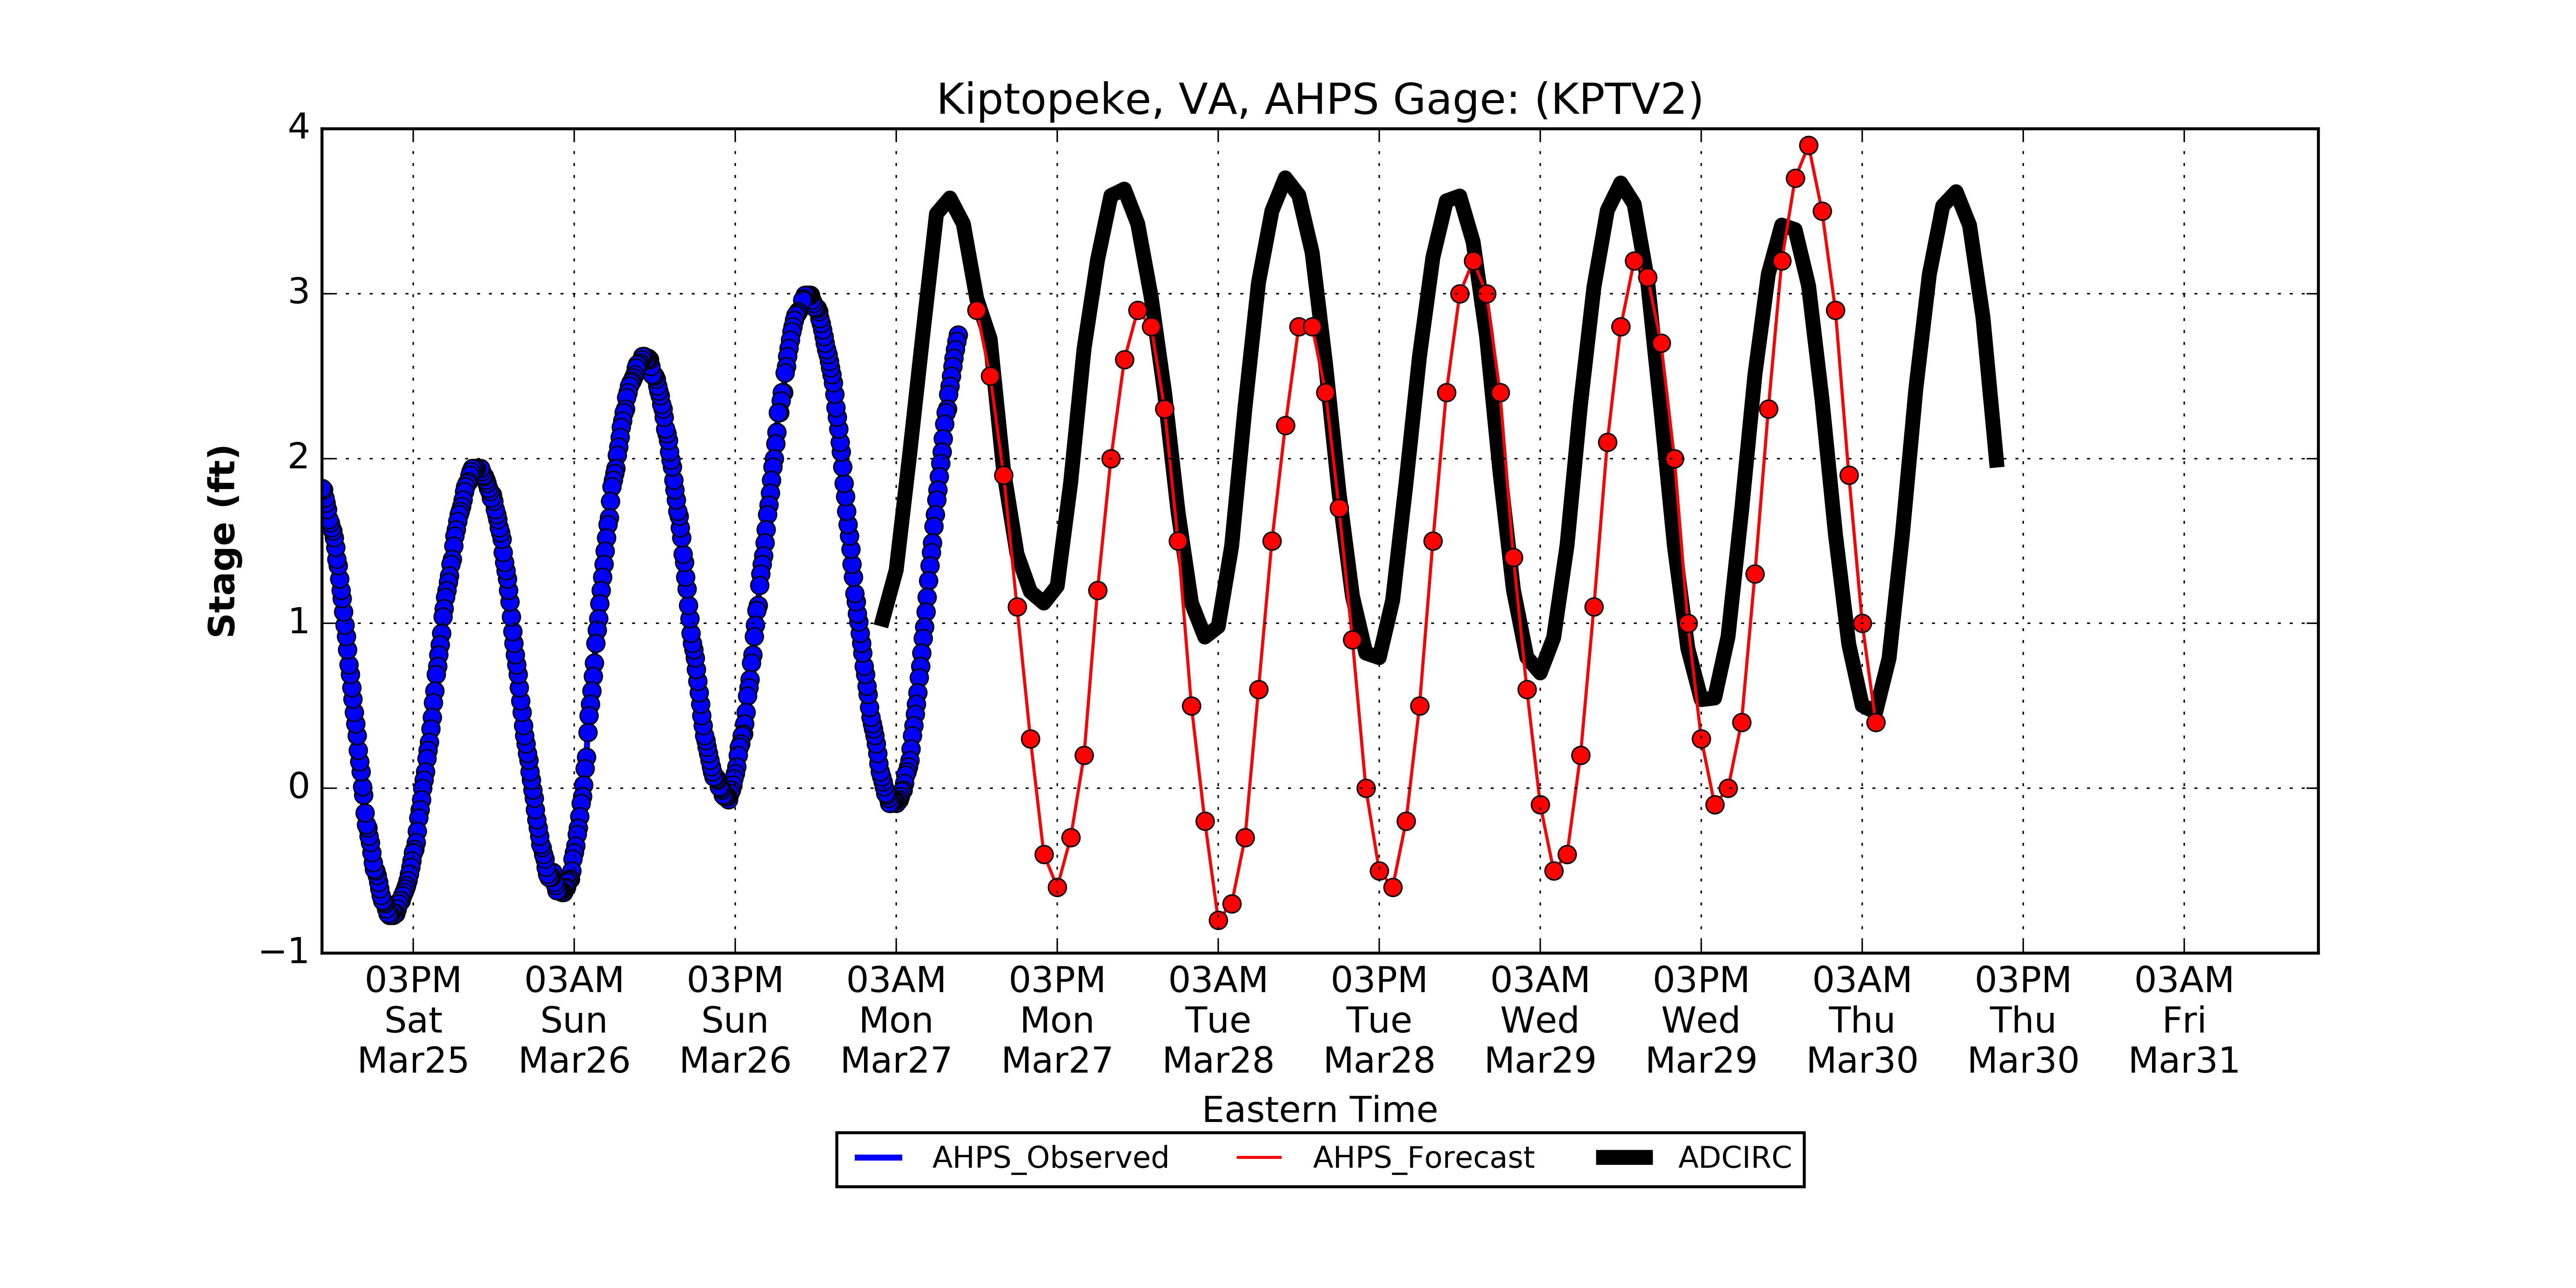 Kiptopeke, VA, AHPS Gage: (KPTV2)
4
3
2
1
0
−1
Stage (ft)
03PM 03AM 03PM 03AM 03PM 03AM 03PM 03AM 03PM 03AM 03PM 03AM
Sat Sun Sun Mon Mon Tue Tue Wed Wed Thu Thu Fri
Mar25 Mar26 Mar26 Mar27 Mar27 Mar28 Mar28 Mar29 Mar29 Mar30 Mar30 Mar31
Eastern Time
AHPS_Observed AHPS_Forecast ADCIRC